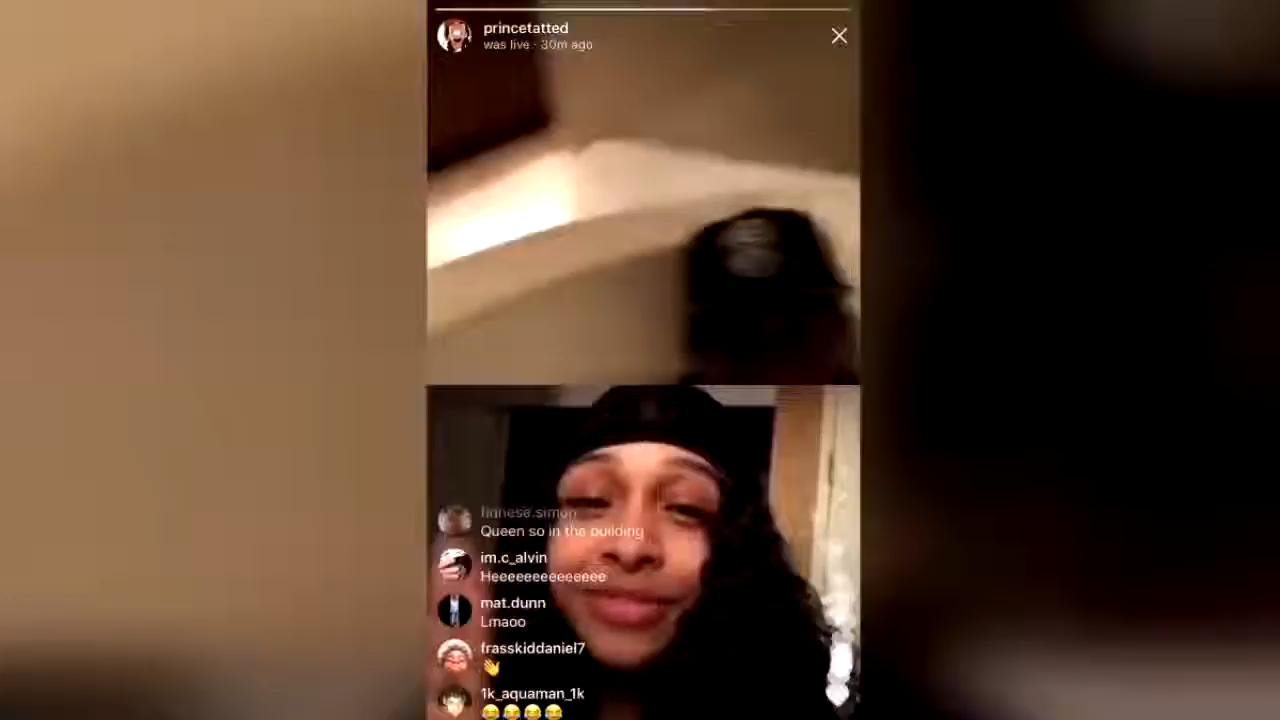 princetatted
was live · 30m ago
Queen so in the building
im.c_alvin
Heeeeeeeeeeeeee
mat.dunn
Lmaoo
frasskiddaniel7
👋
1k_aquaman_1k
😂😂😂😂